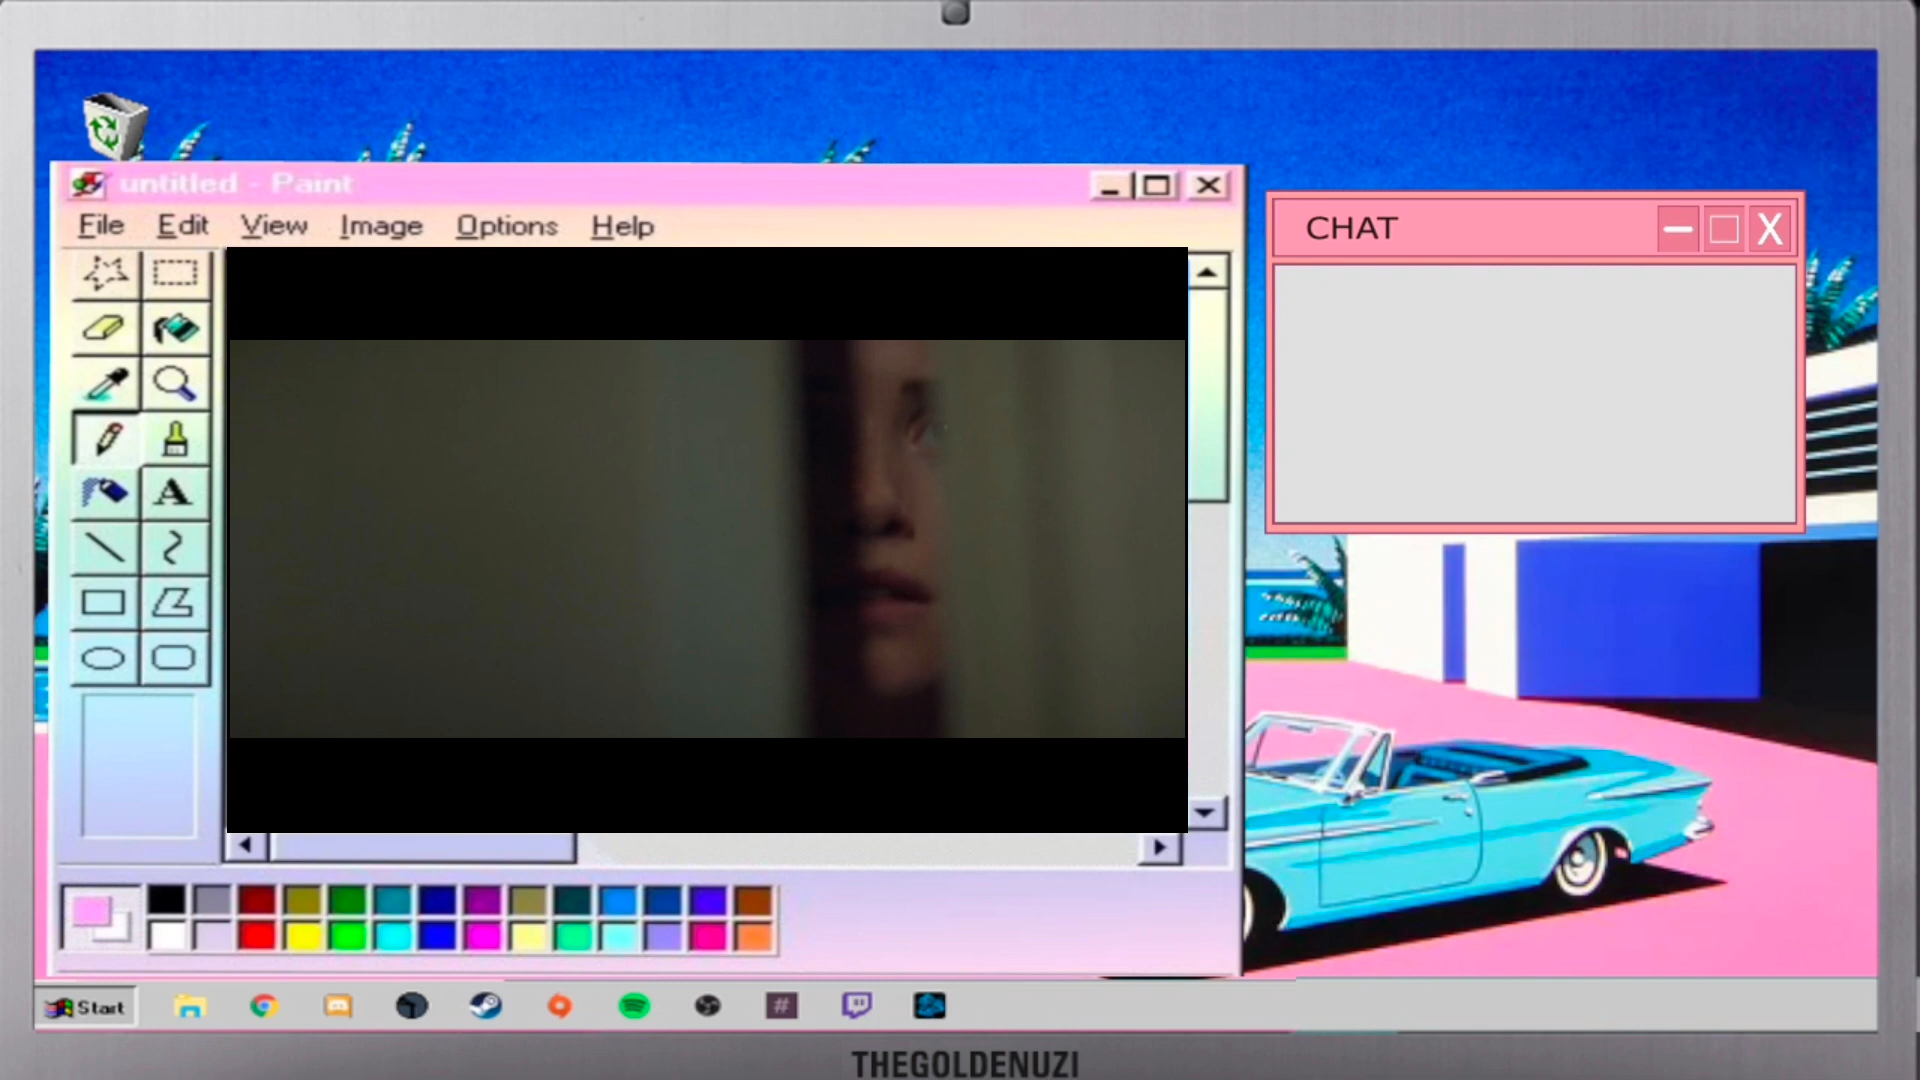 untitled - Paint
File Edit View Image Options Help
CHAT
A
Start
#
THEGOLDENUZI